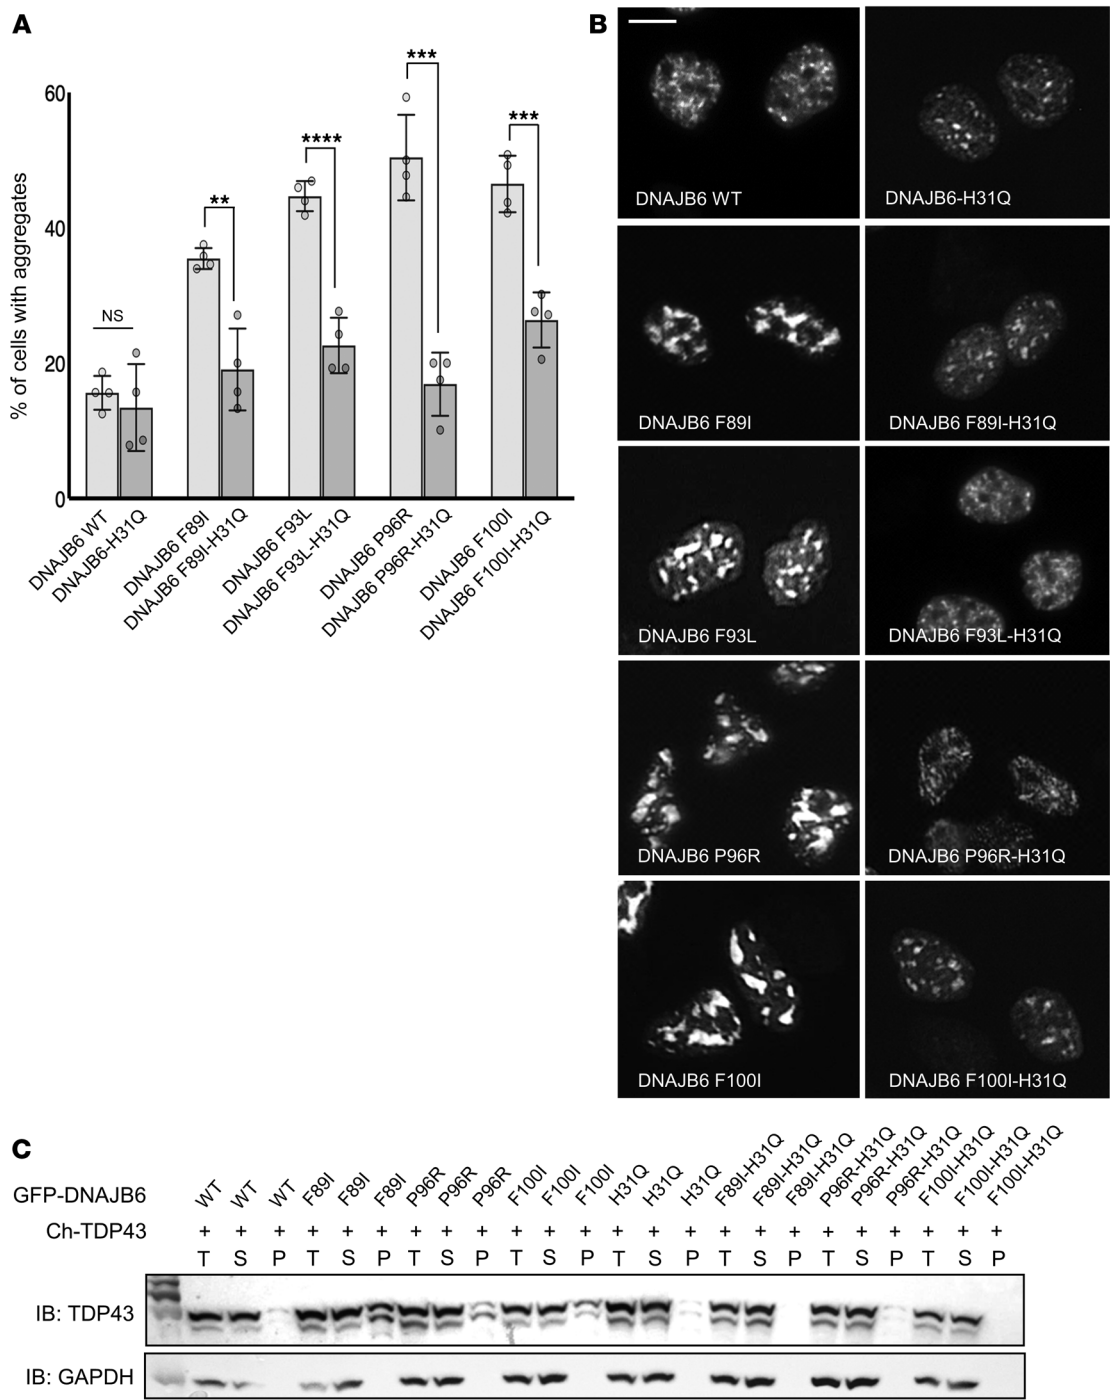 A
% of cells with aggregates
60
40
20
0
NS
**
****
***
***
DNAJB6 WT
DNAJB6-H31Q
DNAJB6 F89I
DNAJB6 F89I-H31Q
DNAJB6 F93L
DNAJB6 F93L-H31Q
DNAJB6 P96R
DNAJB6 P96R-H31Q
DNAJB6 F100I
DNAJB6 F100I-H31Q
B
DNAJB6 WT
DNAJB6-H31Q
DNAJB6 F89I
DNAJB6 F89I-H31Q
DNAJB6 F93L
DNAJB6 F93L-H31Q
DNAJB6 P96R
DNAJB6 P96R-H31Q
DNAJB6 F100I
DNAJB6 F100I-H31Q
C
GFP-DNAJB6 WT WT WT F89I F89I F89I P96R P96R P96R F100I F100I F100I H31Q H31Q H31Q F89I-H31Q F89I-H31Q F89I-H31Q P96R-H31Q P96R-H31Q P96R-H31Q F100I-H31Q F100I-H31Q F100I-H31Q
Ch-TDP43 + + + + + + + + + + + + + + + + + + + + + + + +
T S P T S P T S P T S P T S P T S P T S P T S P
IB: TDP43
IB: GAPDH